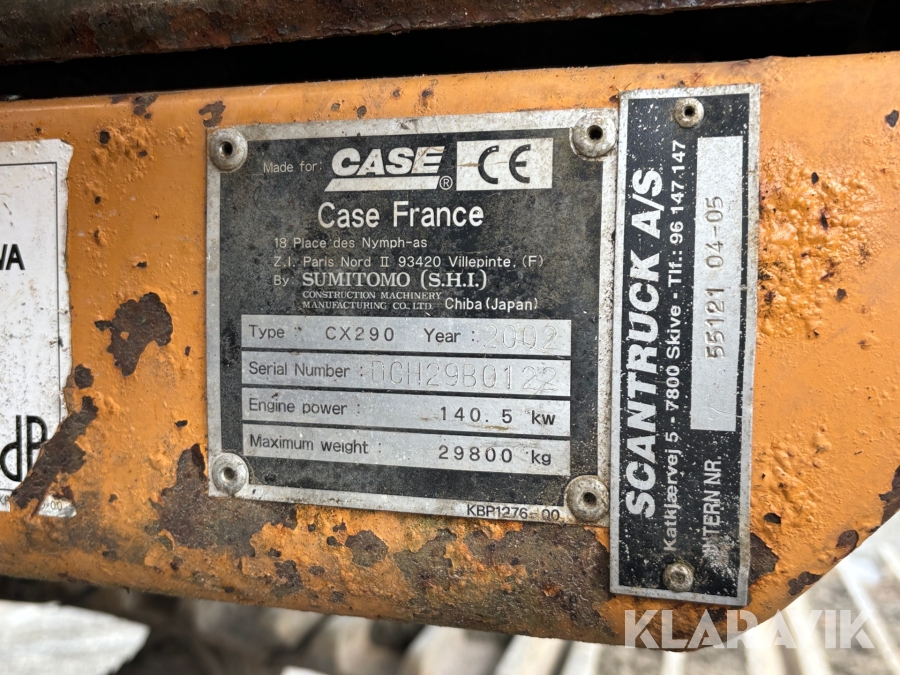 WA
dB
Made for: CASE ® CE
Case France
18 Place des Nymph-as
Z.I. Paris Nord II 93420 Villepinte. (F)
By SUMITOMO (S.H.I.)
CONSTRUCTION MACHINERY
MANUFACTURING CO., LTD. Chiba (Japan)
Type : CX290 Year : 2002
Serial Number : DCH29B0122
Engine power : 140.5 kw
Maximum weight : 29800 kg
KBP1276-00
SCANTRUCK A/S
Katkjærvej 5 - 7800 Skive - Tlf.: 96 147 147
INTERN NR. 55121 04-05
KLARAVIK